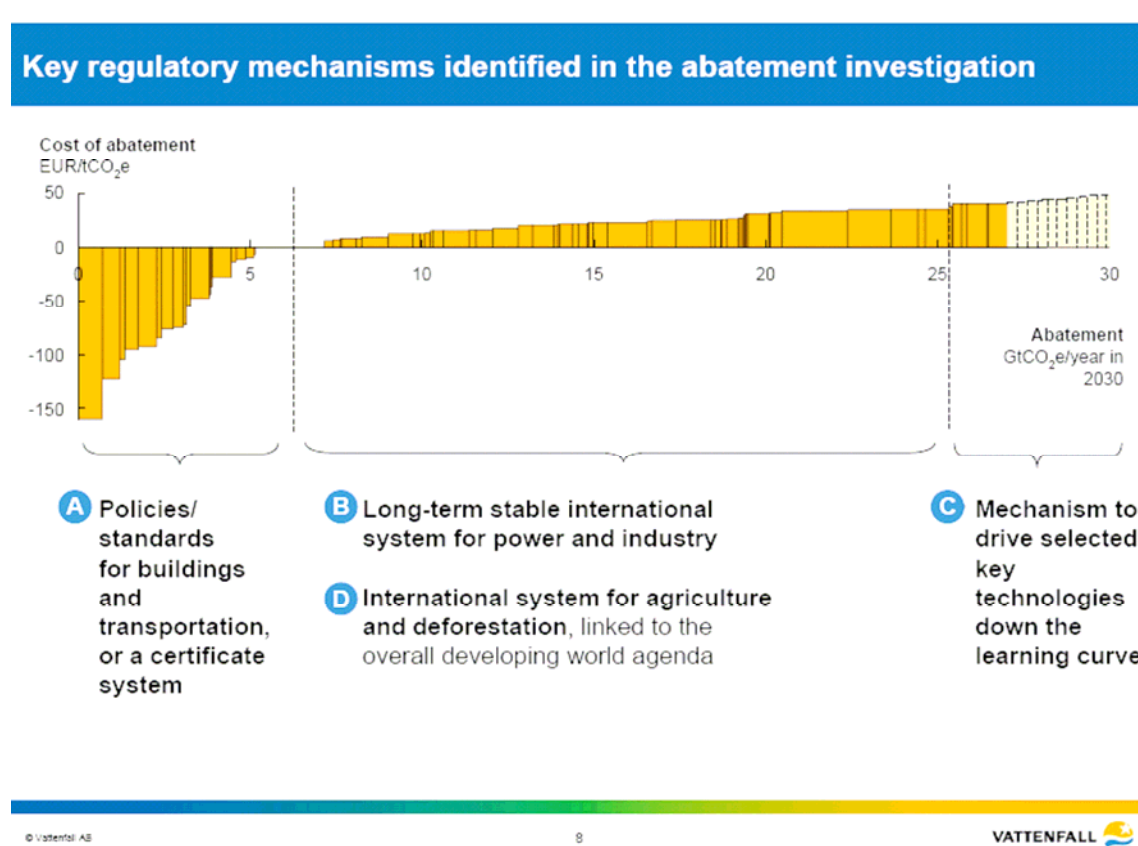 Key regulatory mechanisms identified in the abatement investigation
Cost of abatement
EUR/tCO2e
50
0
-50
-100
-150
0
5
10
15
20
25
30
Abatement
GtCO2e/year in
2030
A
Policies/
standards
for buildings
and
transportation,
or a certificate
system
B
Long-term stable international
system for power and industry
D
International system for agriculture
and deforestation, linked to the
overall developing world agenda
C
Mechanism to
drive selected
key
technologies
down the
learning curve
© Vattenfall AB
8
VATTENFALL